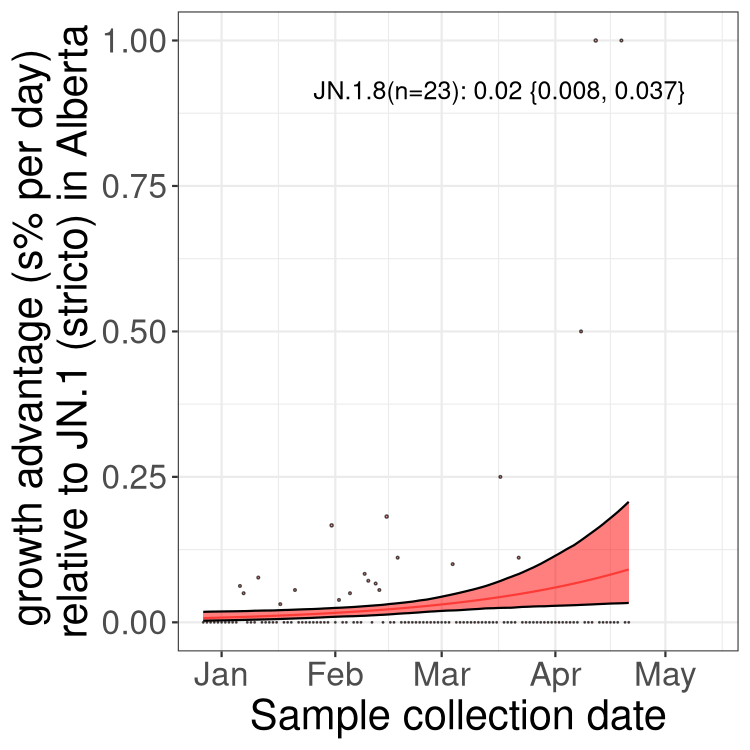 growth advantage (s% per day)
relative to JN.1 (stricto) in Alberta
1.00
JN.1.8(n=23): 0.02 {0.008, 0.037}
0.75
0.50
0.25
0.00
Jan Feb Mar Apr May
Sample collection date